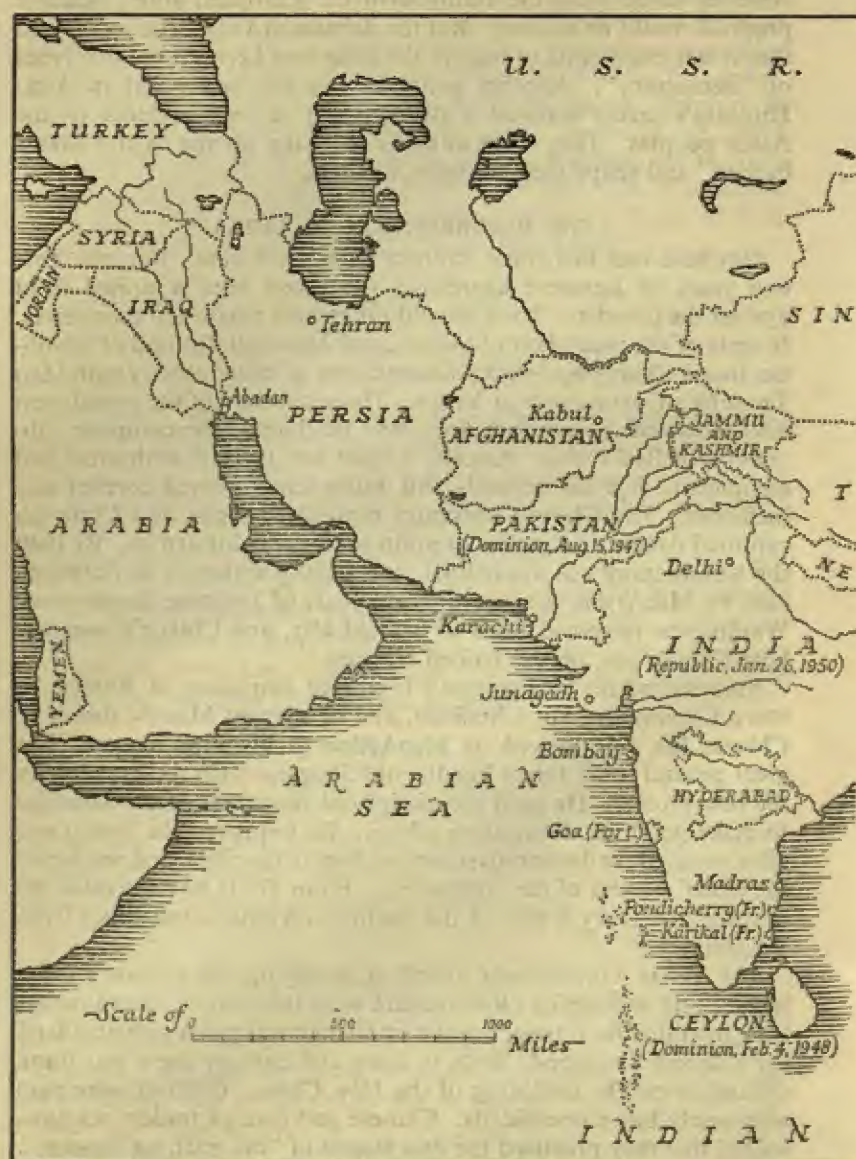 U. S. S. R.
TURKEY
SYRIA
JORDAN
IRAQ
Tehran
SIN
Abadan
PERSIA
Kabul
AFGHANISTAN
JAMMU
AND
KASHMIR
T
ARABIA
PAKISTAN
(Dominion, Aug. 15, 1947)
Delhi
NE
Karachi
INDIA
(Republic, Jan. 26, 1950)
YEMEN
Junagadh
Bombay
ARABIAN
SEA
HYDERABAD
Goa (Port.)
Madras
Pondicherry (Fr.)
Karikal (Fr.)
Scale of
0 500 1000
Miles
CEYLON
(Dominion, Feb. 4, 1948)
INDIAN